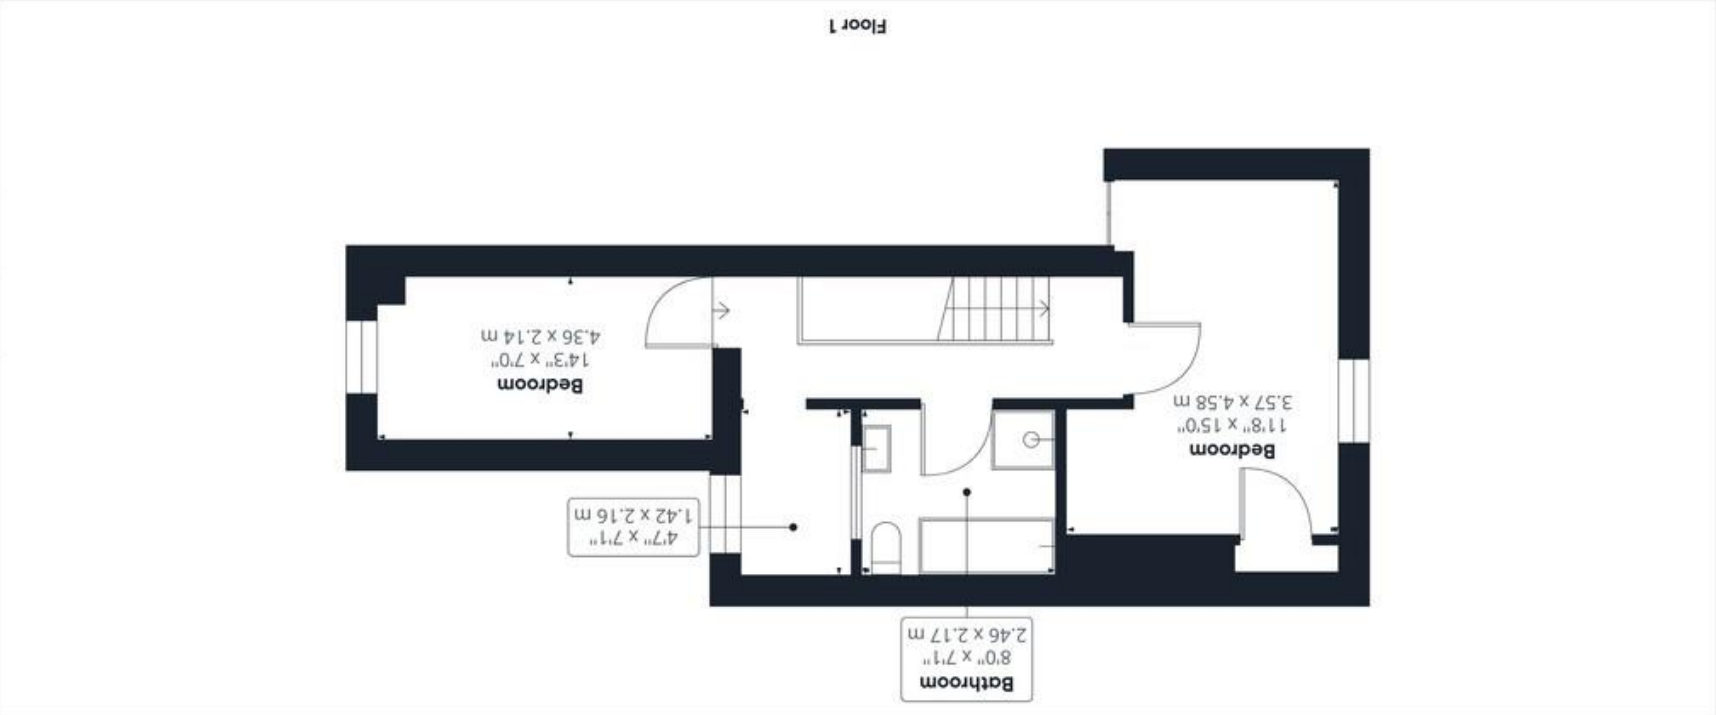 Bathroom
8'0" x 7'1"
2.46 x 2.17 m
4'7" x 7'1"
1.42 x 2.16 m
Bedroom
11'8" x 15'0"
3.57 x 4.58 m
Bedroom
14'3" x 7'0"
4.36 x 2.14 m
Floor 1